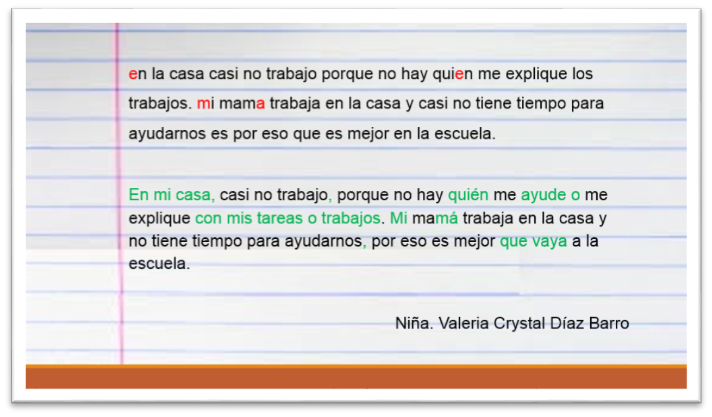 en la casa casi no trabajo porque no hay quien me explique los
trabajos. mi mama trabaja en la casa y casi no tiene tiempo para
ayudarnos es por eso que es mejor en la escuela.
En mi casa, casi no trabajo, porque no hay quién me ayude o me
explique con mis tareas o trabajos. Mi mamá trabaja en la casa y
no tiene tiempo para ayudarnos, por eso es mejor que vaya a la
escuela.
Niña. Valeria Crystal Díaz Barro